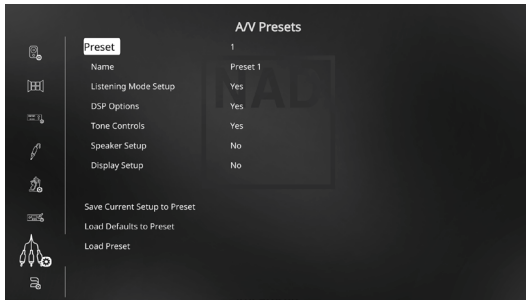 A/V Presets
Preset 1
Name Preset 1
Listening Mode Setup Yes
DSP Options Yes
Tone Controls Yes
Speaker Setup No
Display Setup No
Save Current Setup to Preset
Load Defaults to Preset
Load Preset
NAD